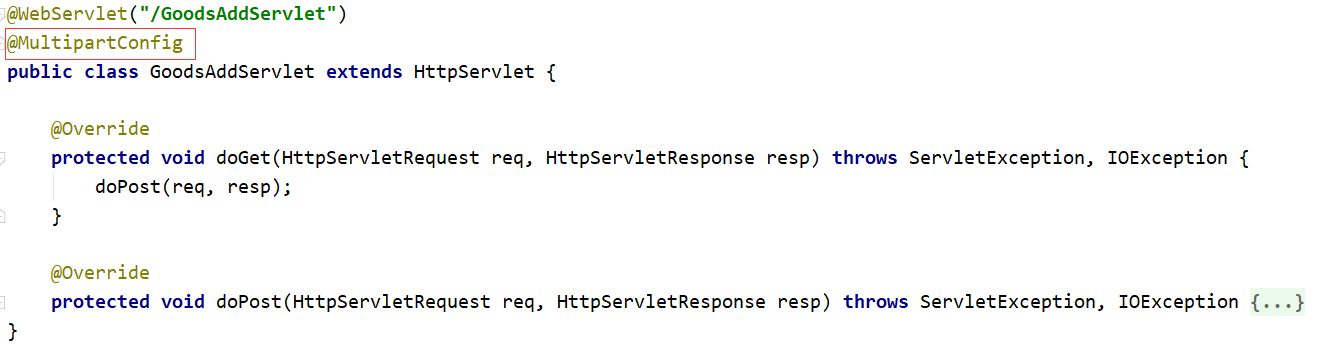 @WebServlet("/GoodsAddServlet")
@MultipartConfig
public class GoodsAddServlet extends HttpServlet {
@Override
protected void doGet(HttpServletRequest req, HttpServletResponse resp) throws ServletException, IOException {
doPost(req, resp);
}
@Override
protected void doPost(HttpServletRequest req, HttpServletResponse resp) throws ServletException, IOException {...}
}